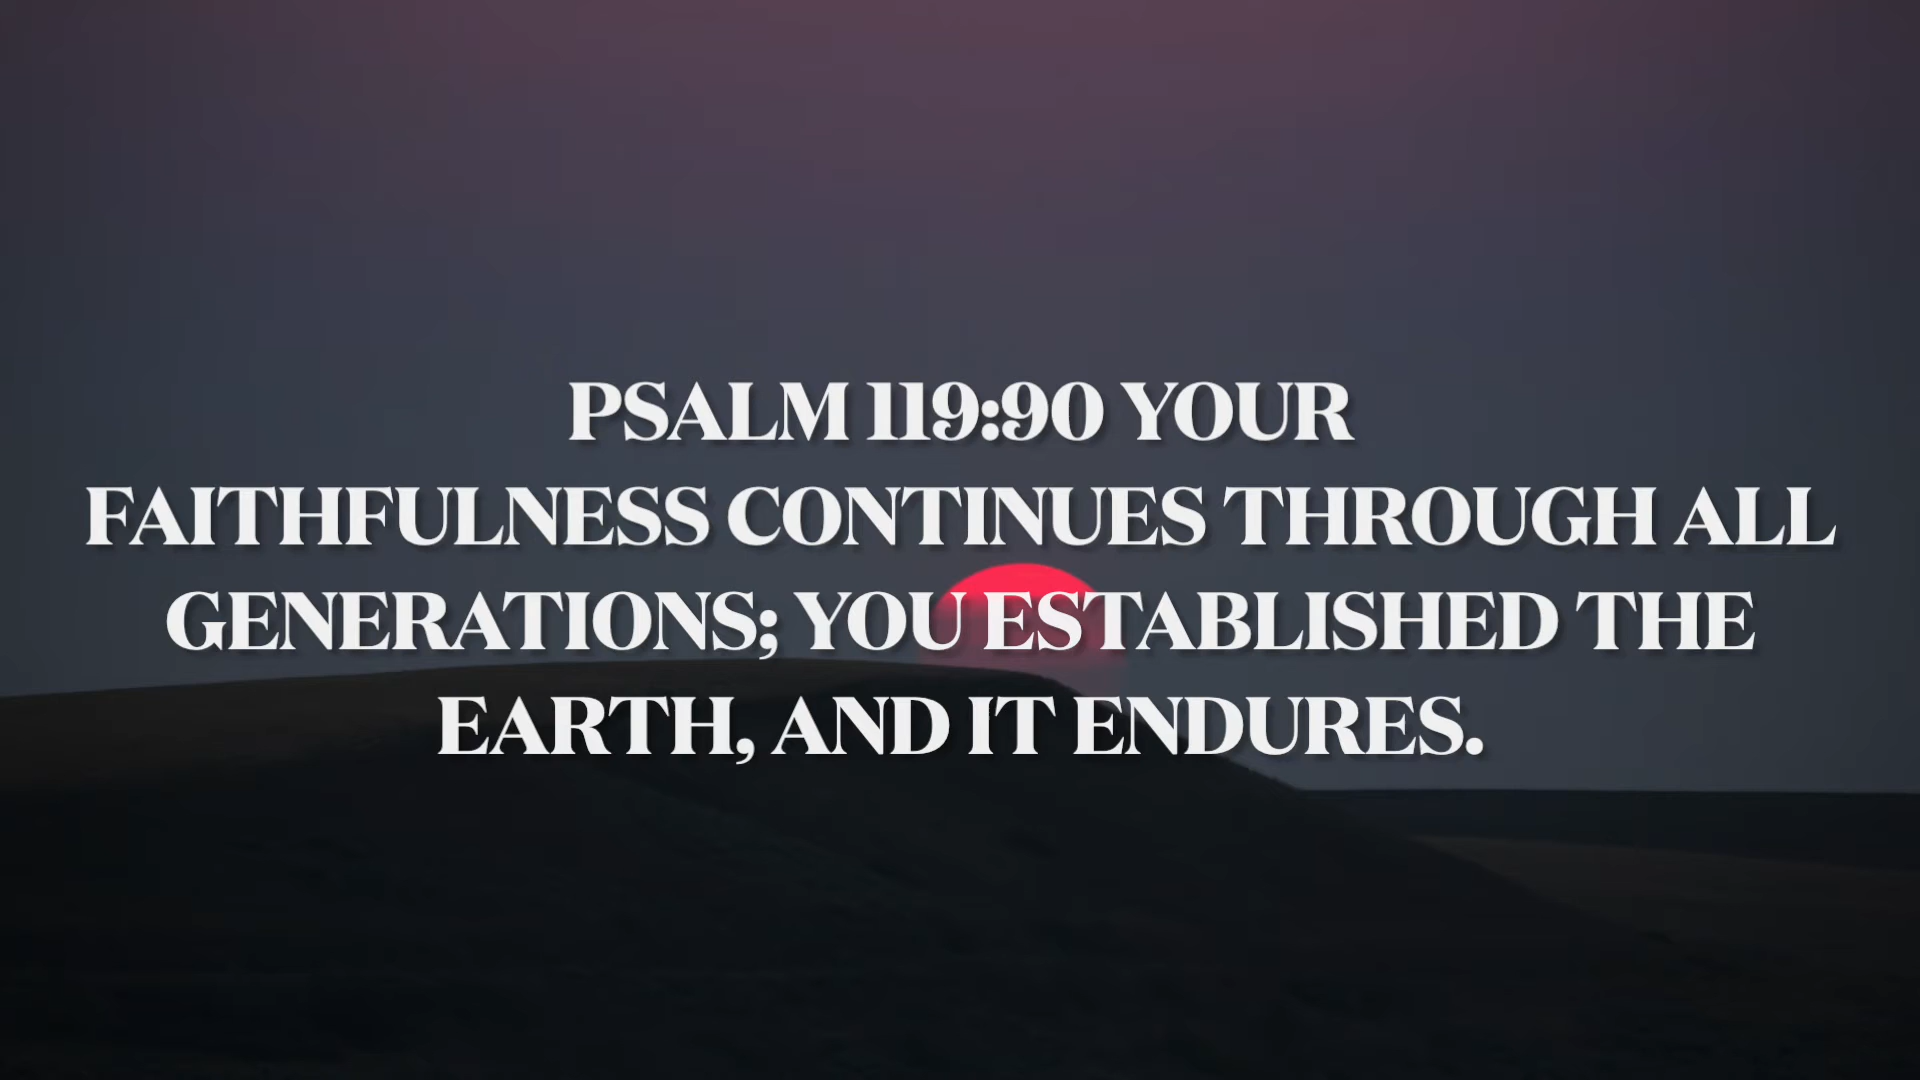 PSALM 119:90 YOUR
FAITHFULNESS CONTINUES THROUGH ALL
GENERATIONS; YOU ESTABLISHED THE
EARTH, AND IT ENDURES.